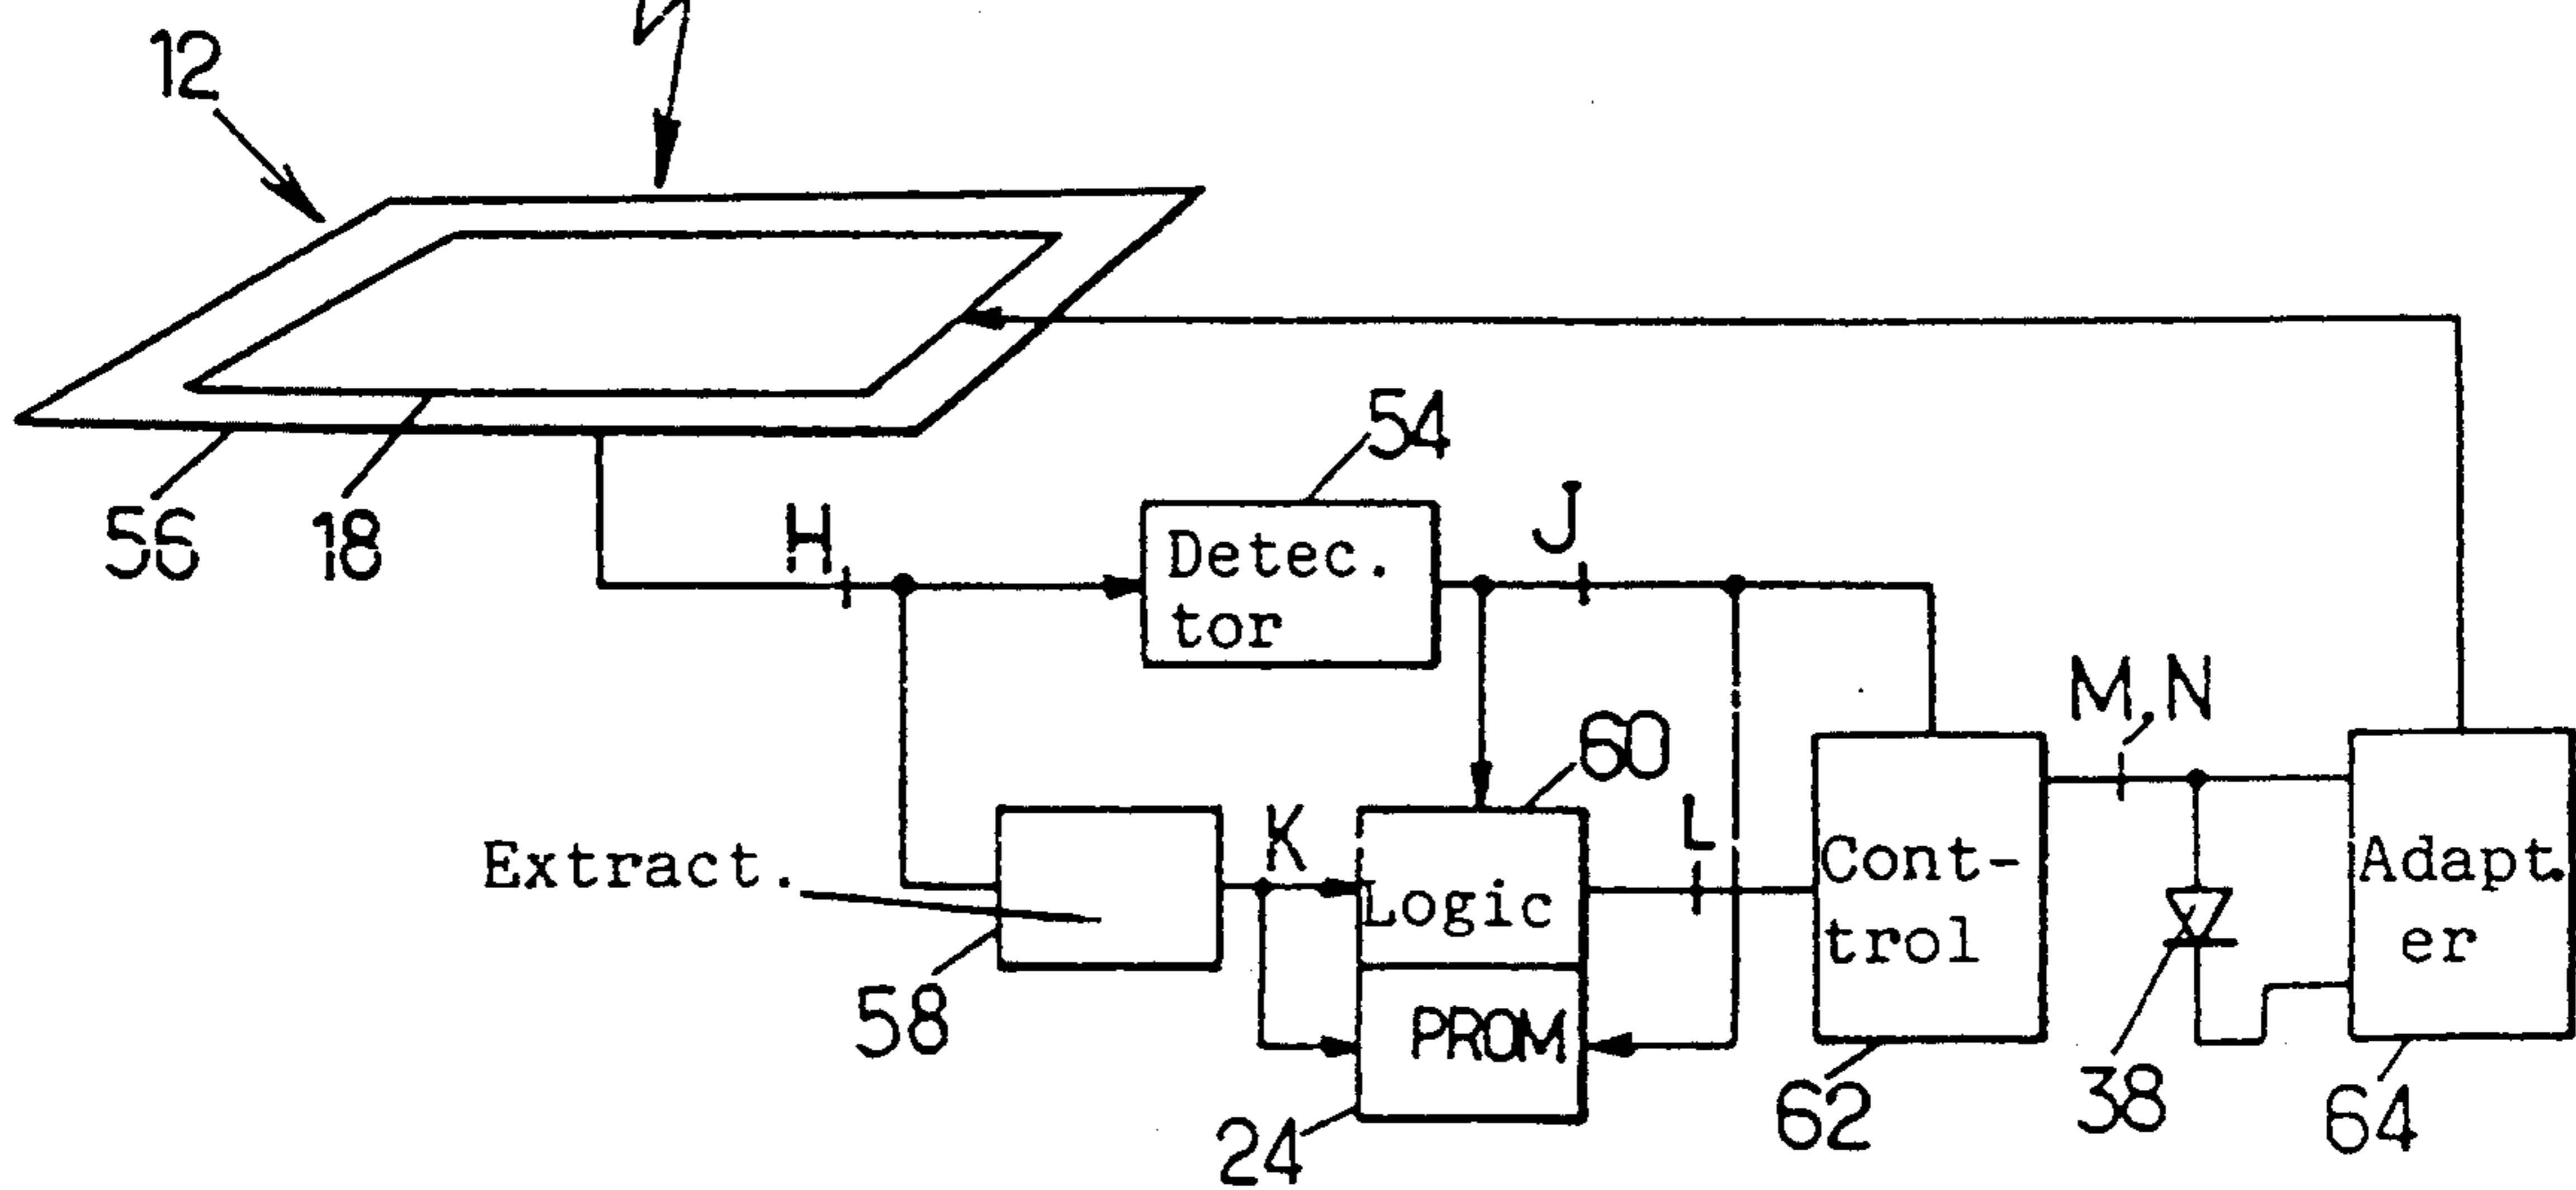 12
56
18
H
54
Detec.
tor
J
M,N
60
Extract.
K
Logic
L
Cont-
trol
Adapt.
er
58
PROM
24
62
38
64